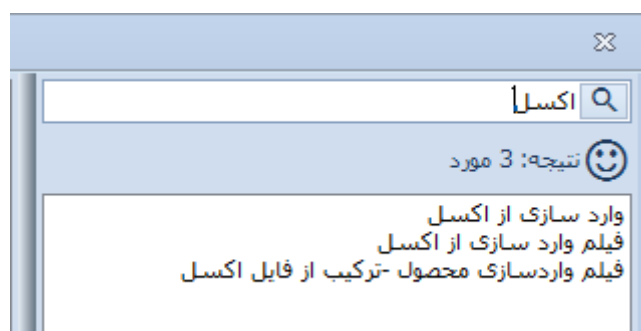 اکسل
نتیجه: 3 مورد
وارد سازی از اکسل
فیلم وارد سازی از اکسل
فیلم واردسازی محصول -ترکیب از فایل اکسل